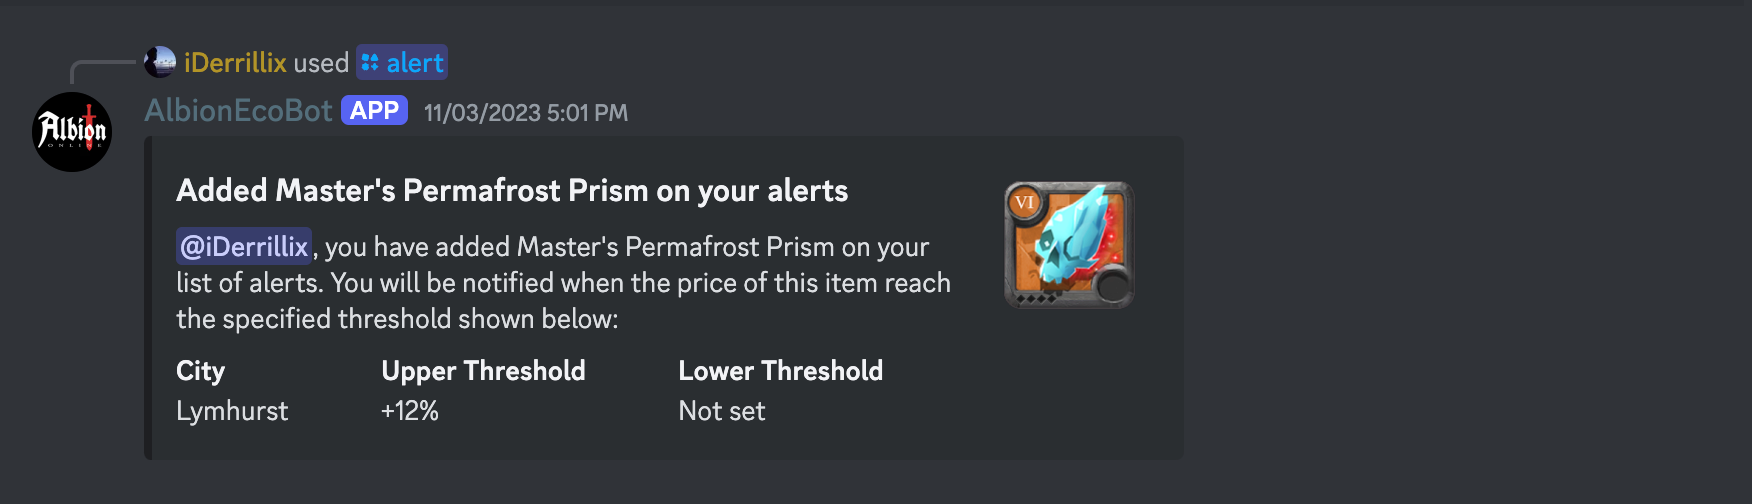 iDerrillix used alert
AlbionEcoBot APP 11/03/2023 5:01 PM
Albion
ONLINE
Added Master's Permafrost Prism on your alerts
VI
@iDerrillix, you have added Master's Permafrost Prism on your
list of alerts. You will be notified when the price of this item reach
the specified threshold shown below:
City Upper Threshold Lower Threshold
Lymhurst +12% Not set